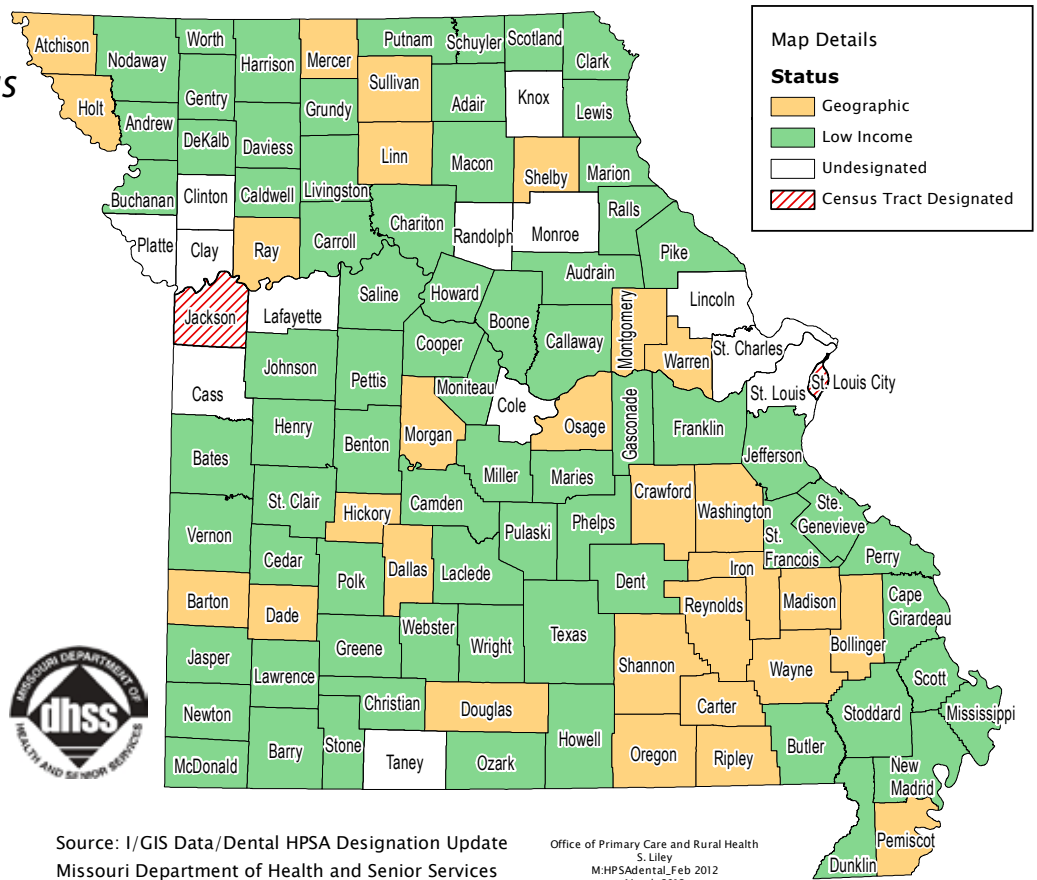 us
Map Details
Status
Geographic
Low Income
Undesignated
Census Tract Designated
Atchison
Nodaway
Worth
Harrison
Mercer
Putnam
Schuyler
Scotland
Clark
Holt
Andrew
Gentry
DeKalb
Daviess
Grundy
Sullivan
Adair
Knox
Lewis
Buchanan
Clinton
Caldwell
Livingston
Linn
Macon
Shelby
Marion
Platte
Clay
Ray
Carroll
Chariton
Randolph
Monroe
Ralls
Pike
Audrain
Jackson
Lafayette
Saline
Howard
Boone
Callaway
Montgomery
Lincoln
Warren
St. Charles
St. Louis
St. Louis City
Cass
Johnson
Pettis
Cooper
Moniteau
Cole
Osage
Gasconade
Franklin
Jefferson
Bates
Henry
Benton
Morgan
Miller
Maries
Crawford
Washington
St.
Francois
Ste.
Genevieve
Perry
Vernon
St. Clair
Hickory
Camden
Pulaski
Phelps
Dent
Iron
Cedar
Polk
Dallas
Laclede
Reynolds
Madison
Bollinger
Cape
Girardeau
Barton
Dade
Greene
Webster
Wright
Texas
Shannon
Wayne
Scott
Jasper
Lawrence
Christian
Douglas
Carter
Stoddard
Mississippi
Newton
Barry
Stone
Taney
Ozark
Howell
Oregon
Ripley
Butler
New
Madrid
McDonald
Dunklin
Pemiscot
MISSOURI DEPARTMENT OF
dhss
HEALTH AND SENIOR SERVICES
Source: I/GIS Data/Dental HPSA Designation Update
Missouri Department of Health and Senior Services
Office of Primary Care and Rural Health
S. Liley
M:HPSAdental_Feb 2012